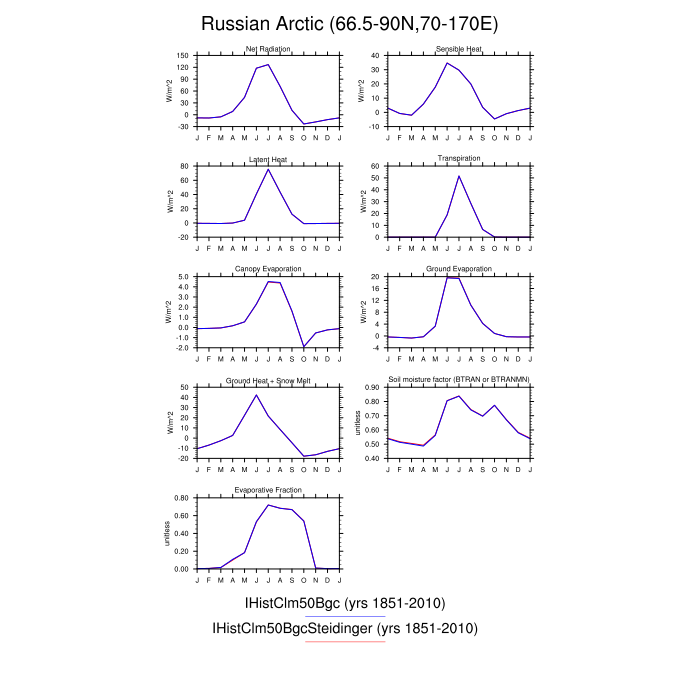 Russian Arctic (66.5-90N,70-170E)
Net Radiation
W/m^2
150
120
90
60
30
0
-30
J F M A M J J A S O N D J
Sensible Heat
W/m^2
40
30
20
10
0
-10
J F M A M J J A S O N D J
Latent Heat
W/m^2
80
60
40
20
0
-20
J F M A M J J A S O N D J
Transpiration
W/m^2
60
50
40
30
20
10
0
J F M A M J J A S O N D J
Canopy Evaporation
W/m^2
5.0
4.0
3.0
2.0
1.0
0.0
-1.0
-2.0
J F M A M J J A S O N D J
Ground Evaporation
W/m^2
20
16
12
8
4
0
-4
J F M A M J J A S O N D J
Ground Heat + Snow Melt
W/m^2
50
40
30
20
10
0
-10
-20
J F M A M J J A S O N D J
Soil moisture factor (BTRAN or BTRANMN)
unitless
0.90
0.80
0.70
0.60
0.50
0.40
J F M A M J J A S O N D J
Evaporative Fraction
unitless
0.80
0.60
0.40
0.20
0.00
J F M A M J J A S O N D J
IHistClm50Bgc (yrs 1851-2010)
IHistClm50BgcSteidinger (yrs 1851-2010)